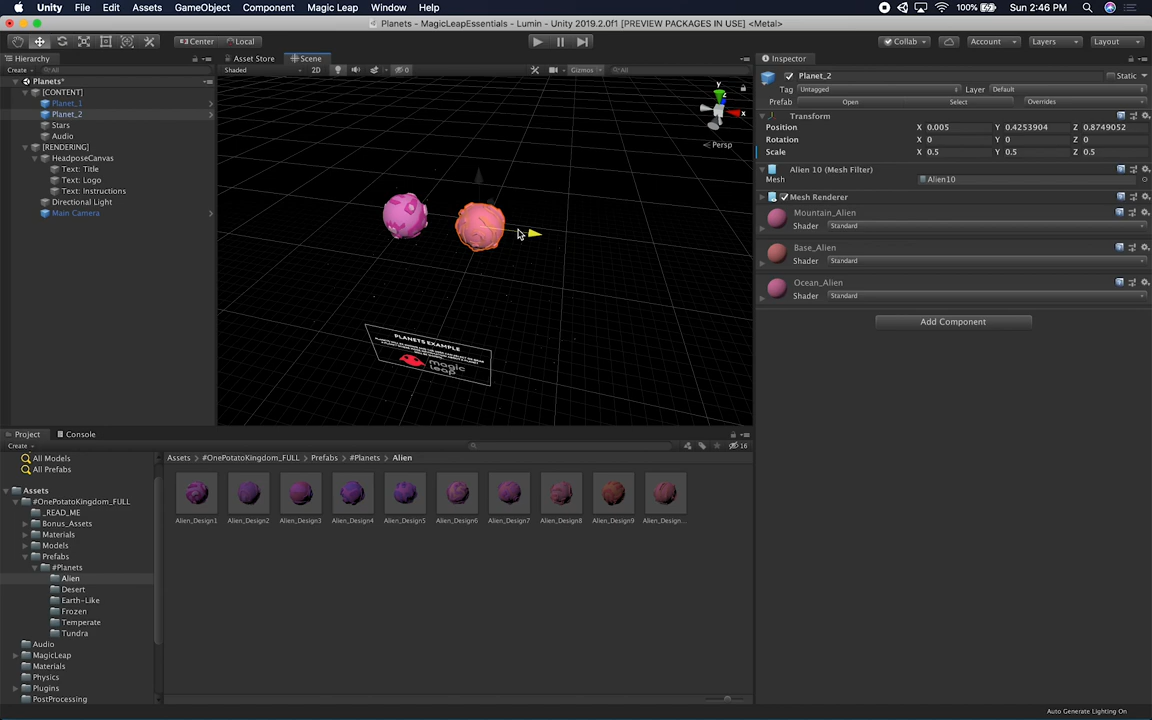 Unity File Edit Assets GameObject Component Magic Leap Window Help 100% Sun 2:46 PM
Planets - MagicLeapEssentials - Lumin - Unity 2019.2.0f1 [PREVIEW PACKAGES IN USE] <Metal>
Center Local Collab Account Layers Layout
Hierarchy
Create All
Planets*
[CONTENT]
Planet_1
Planet_2
Stars
Audio
[RENDERING]
HeadposeCanvas
Text: Title
Text: Logo
Text: Instructions
Directional Light
Main Camera
Asset Store Scene
Shaded 2D 0 Gizmos All
y
z
x
Persp
PLANETS EXAMPLE
magic
leap
Inspector
Planet_2 Static
Tag Untagged Layer Default
Prefab Open Select Overrides
Transform
Position X 0.005 Y 0.4253904 Z 0.8749052
Rotation X 0 Y 0 Z 0
Scale X 0.5 Y 0.5 Z 0.5
Alien 10 (Mesh Filter)
Mesh Alien10
Mesh Renderer
Mountain_Alien
Shader Standard
Base_Alien
Shader Standard
Ocean_Alien
Shader Standard
Add Component
Project Console
Create 16
All Models
All Prefabs
Assets
#OnePotatoKingdom_FULL
_READ_ME
Bonus_Assets
Materials
Models
Prefabs
#Planets
Alien
Desert
Earth-Like
Frozen
Temperate
Tundra
Audio
MagicLeap
Materials
Physics
Plugins
PostProcessing
Assets > #OnePotatoKingdom_FULL > Prefabs > #Planets > Alien
Alien_Design1 Alien_Design2 Alien_Design3 Alien_Design4 Alien_Design5 Alien_Design6 Alien_Design7 Alien_Design8 Alien_Design9 Alien_Design...
Auto Generate Lighting On